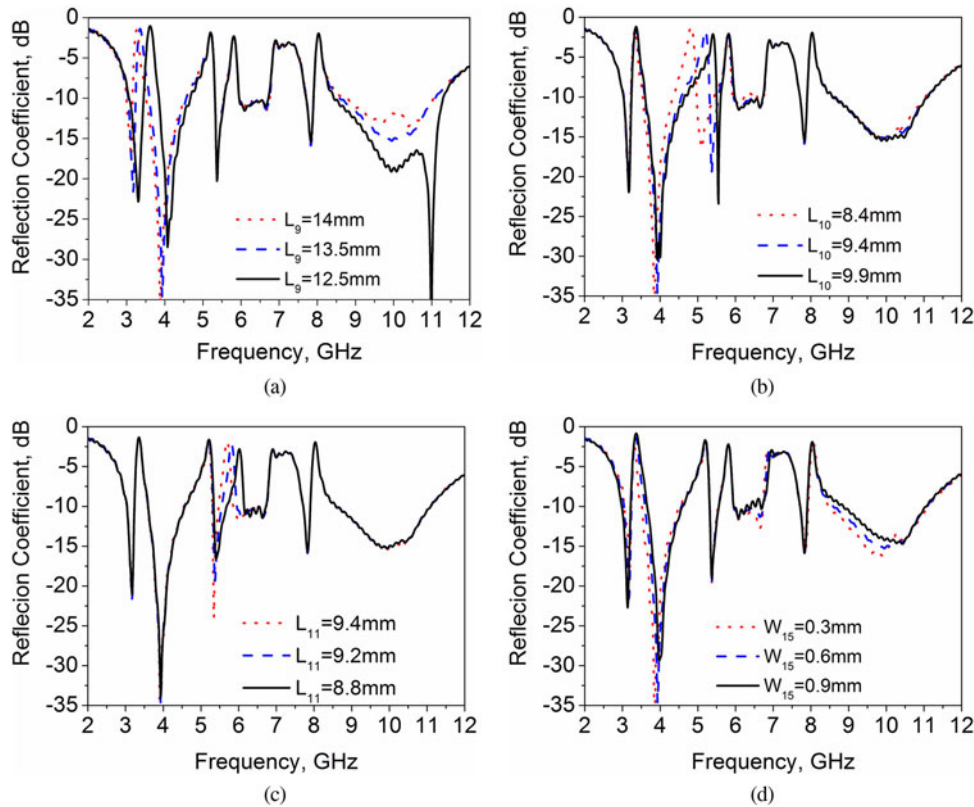 Reflection Coefficient, dB
0
-5
-10
-15
-20
-25
-30
-35
L9=14mm
L9=13.5mm
L9=12.5mm
2 3 4 5 6 7 8 9 10 11 12
Frequency, GHz
(a)
Reflecion Coefficient, dB
0
-5
-10
-15
-20
-25
-30
-35
L10=8.4mm
L10=9.4mm
L10=9.9mm
2 3 4 5 6 7 8 9 10 11 12
Frequency, GHz
(b)
Reflecion Coefficient, dB
0
-5
-10
-15
-20
-25
-30
-35
L11=9.4mm
L11=9.2mm
L11=8.8mm
2 3 4 5 6 7 8 9 10 11 12
Frequency, GHz
(c)
Reflecion Coefficient, dB
0
-5
-10
-15
-20
-25
-30
-35
W15=0.3mm
W15=0.6mm
W15=0.9mm
2 3 4 5 6 7 8 9 10 11 12
Frequency, GHz
(d)